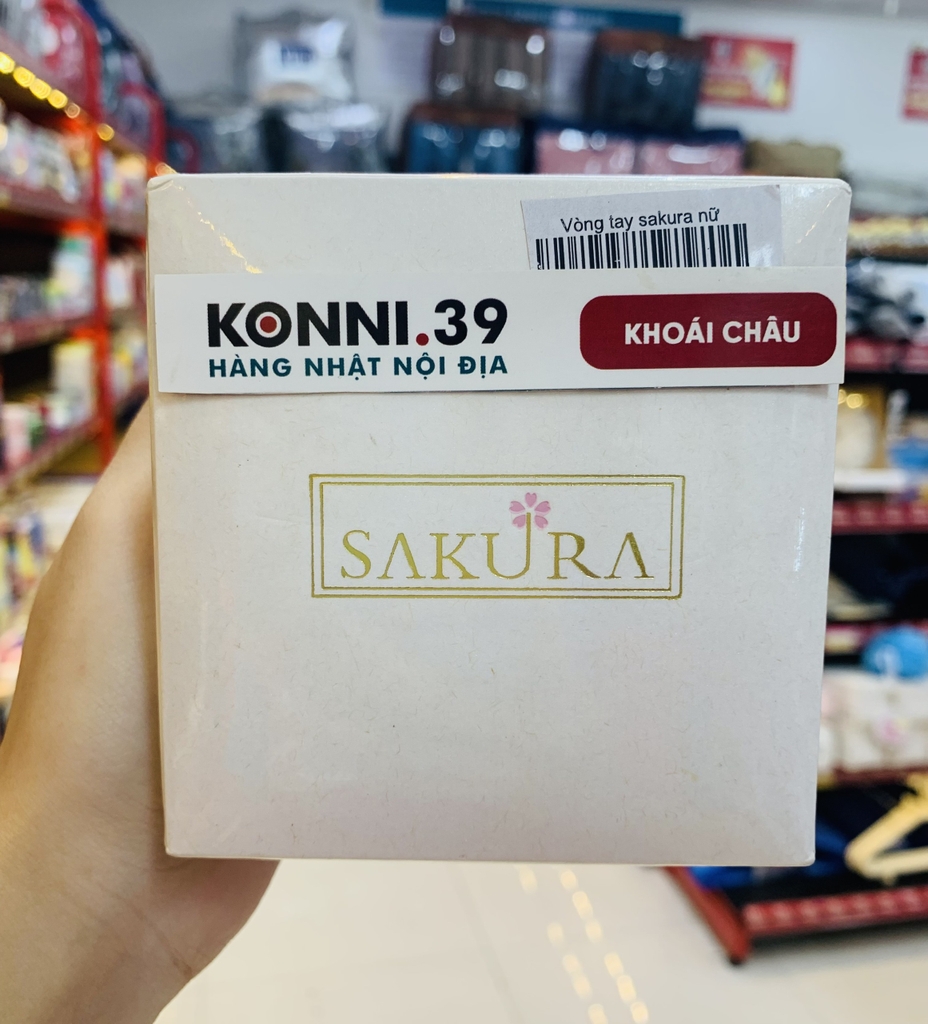 Vòng tay sakura nữ
KONNI.39
HÀNG NHẬT NỘI ĐỊA
KHOÁI CHÂU
SAKURA